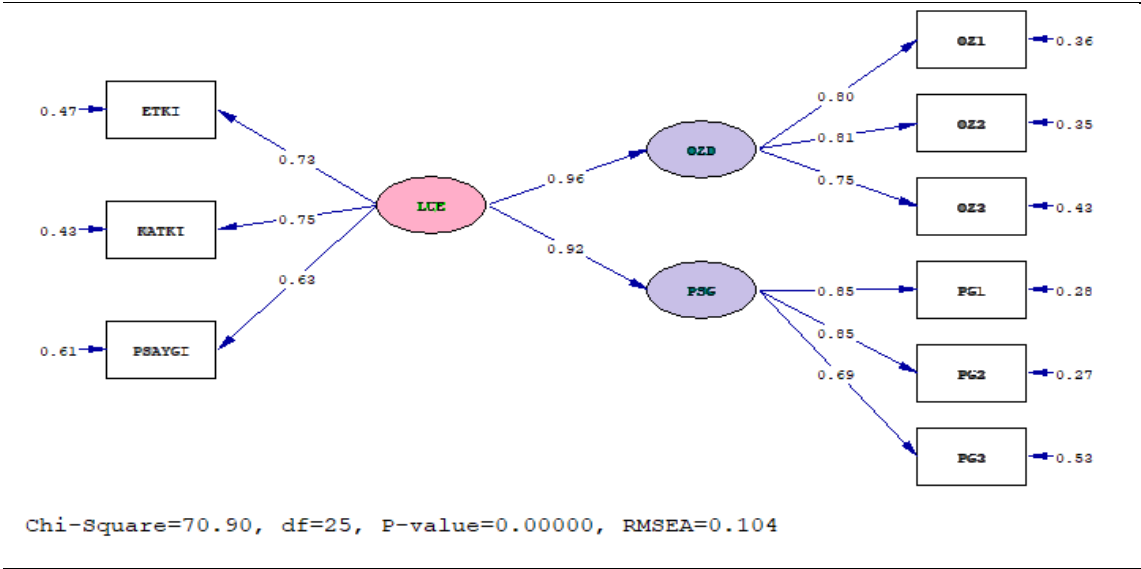 OZ1
0.36
0.47
ETKI
0.80
OZ2
0.35
0.81
OZD
0.73
0.96
0.75
LUE
OZ3
0.43
0.43
KATKI
0.75
0.92
0.63
PSG
0.85
PG1
0.28
0.61
PSAYGI
0.85
PG2
0.27
0.69
PG3
0.53
Chi-Square=70.90, df=25, P-value=0.00000, RMSEA=0.104